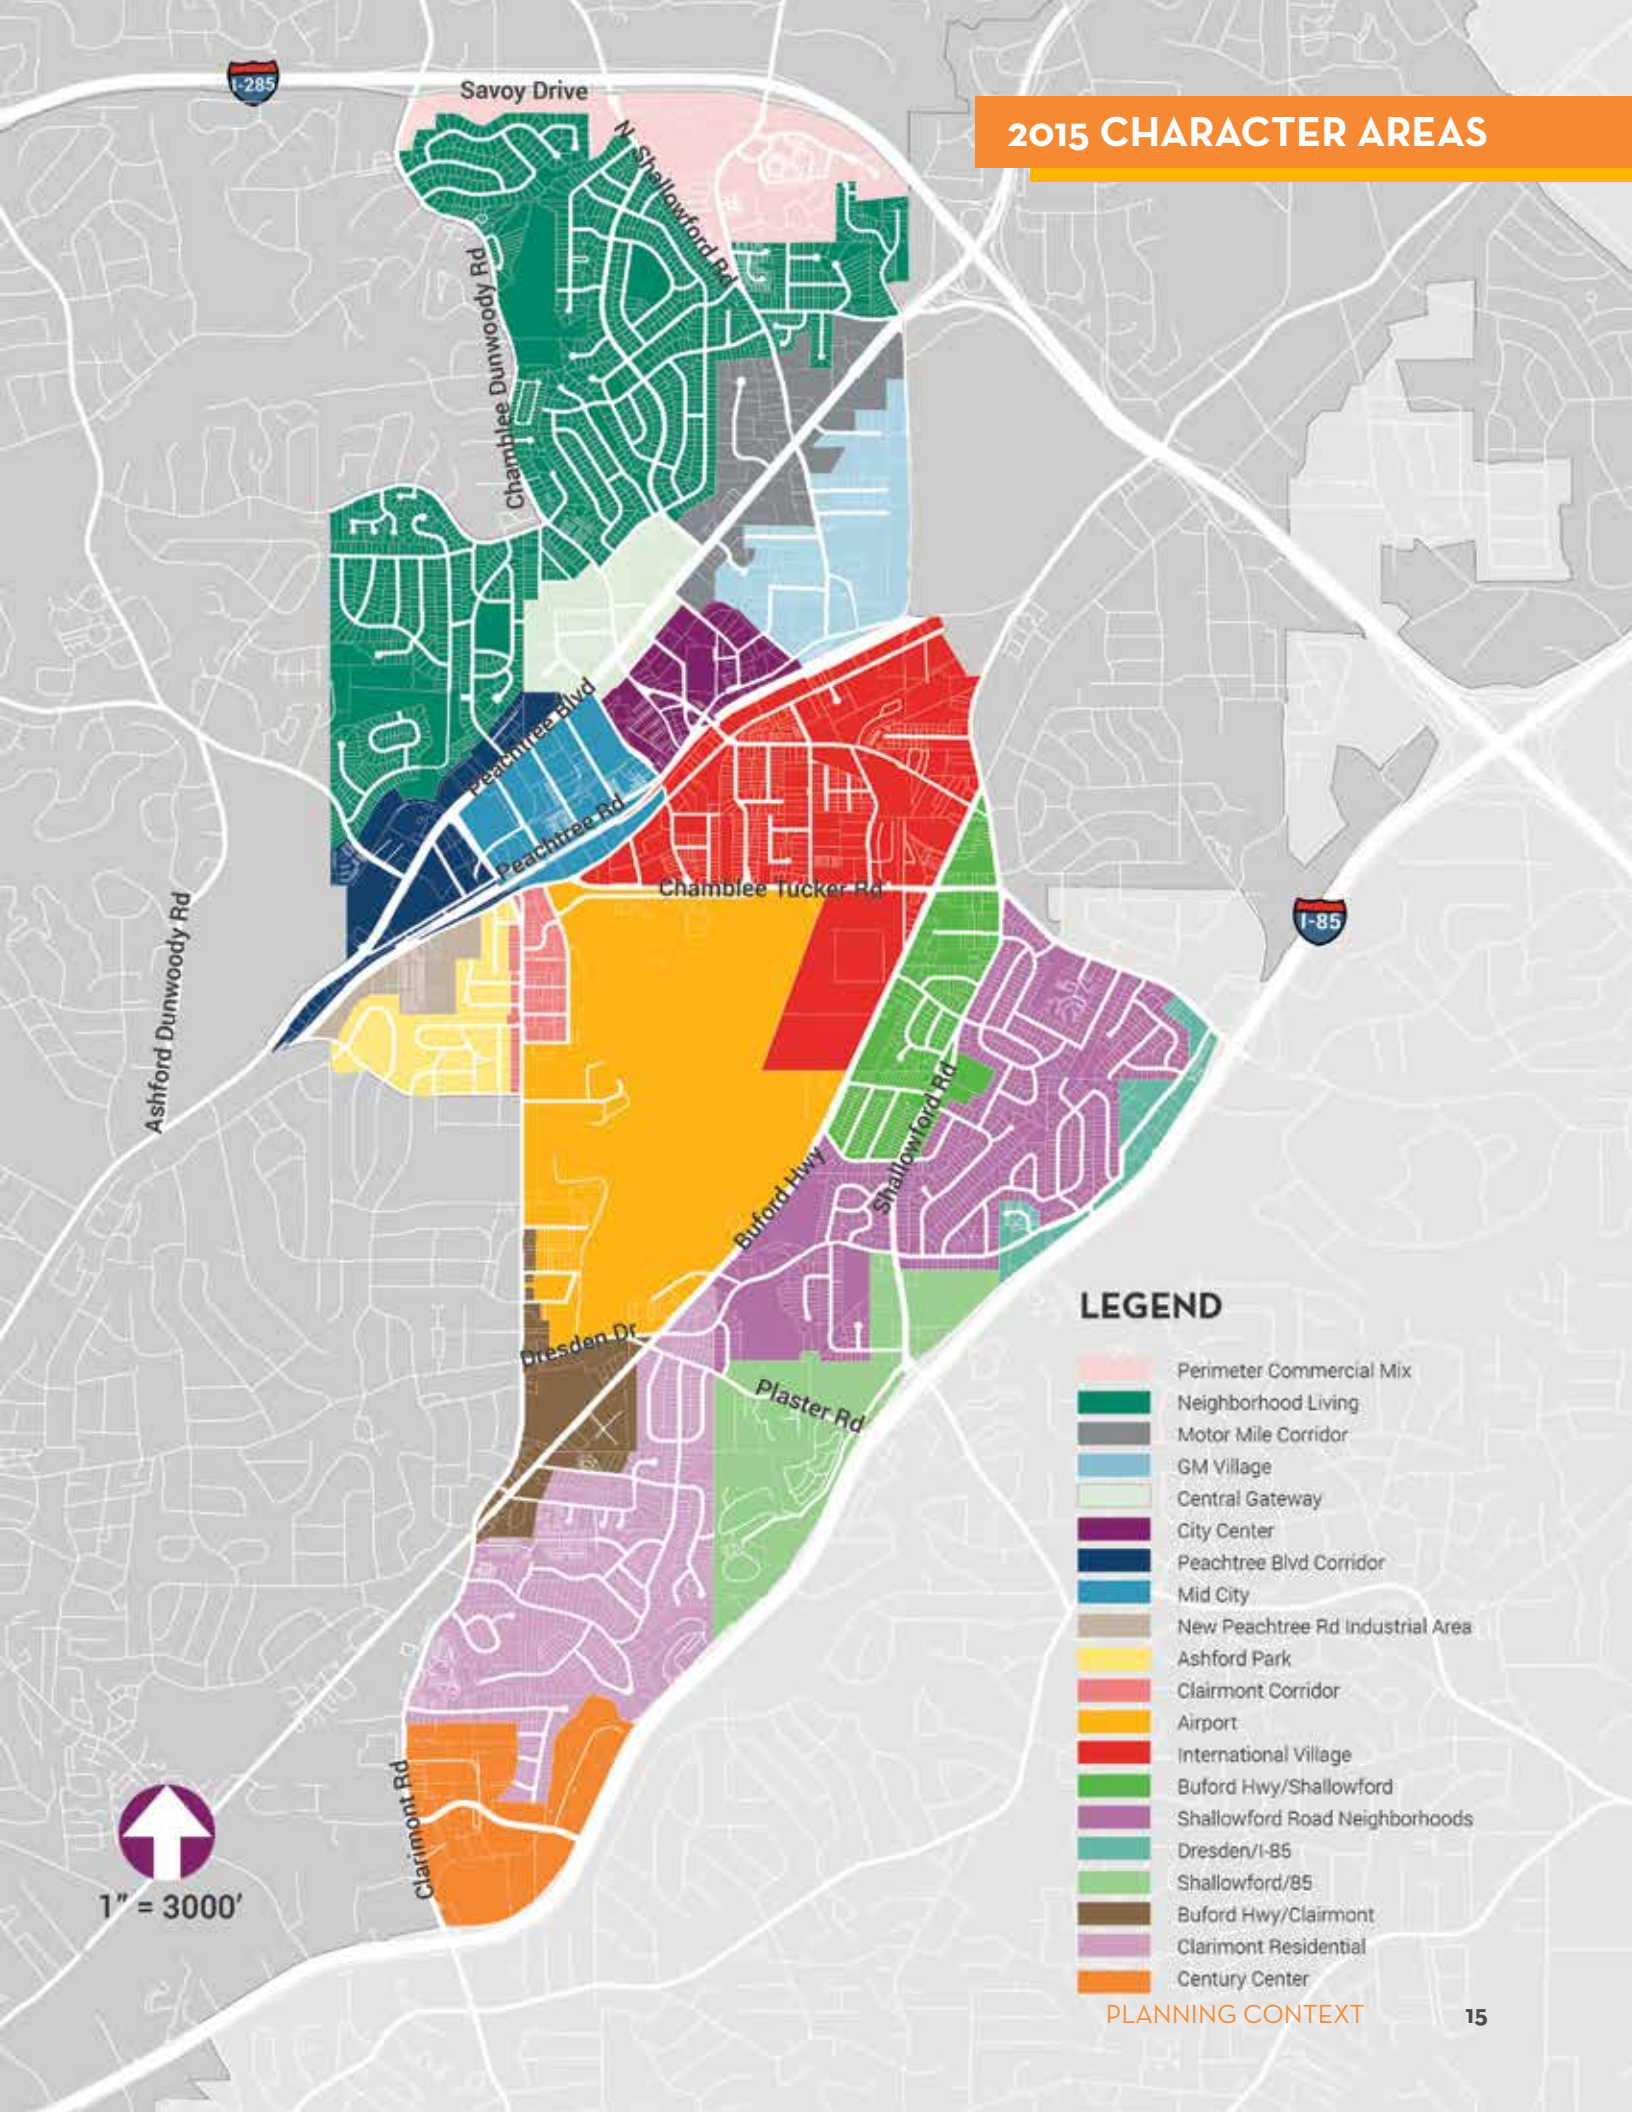 I-285
Savoy Drive
2015 CHARACTER AREAS
N Shallowford Rd
Chamblee Dunwoody Rd
Peachtree Blvd
Peachtree Rd
Chamblee Tucker Rd
Ashford Dunwoody Rd
I-85
Shallowford Rd
Buford Hwy
Dresden Dr
Plaster Rd
Clarimont Rd
1" = 3000'
LEGEND
Perimeter Commercial Mix
Neighborhood Living
Motor Mile Corridor
GM Village
Central Gateway
City Center
Peachtree Blvd Corridor
Mid City
New Peachtree Rd Industrial Area
Ashford Park
Clairmont Corridor
Airport
International Village
Buford Hwy/Shallowford
Shallowford Road Neighborhoods
Dresden/I-85
Shallowford/85
Buford Hwy/Clairmont
Clarimont Residential
Century Center
PLANNING CONTEXT 15